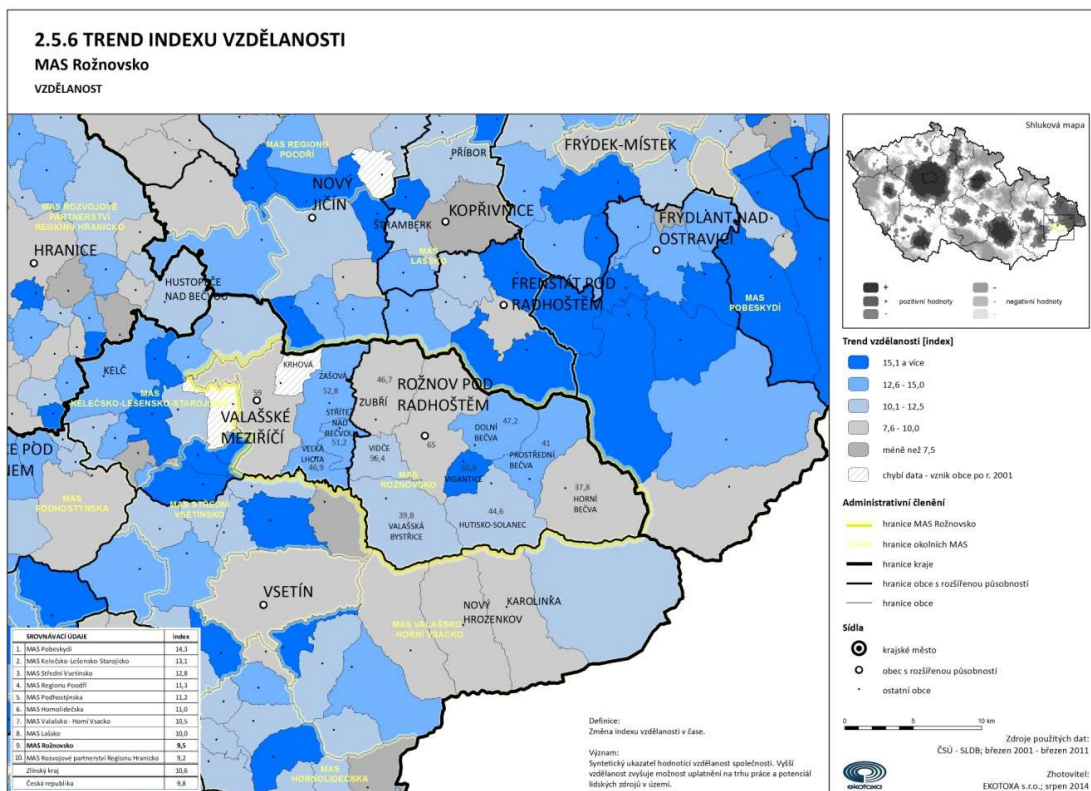 2.5.6 TREND INDEXU VZDĚLANOSTI
MAS Rožnovsko
VZDĚLANOST
MAS REGIONU
POODŘÍ
PŘÍBOR
FRÝDEK-MÍSTEK
NOVÝ
JIČÍN
KOPŘIVNICE
ŠTRAMBERK
FRÝDLANT NAD
OSTRAVICÍ
MAS ROZVOJOVÉ
PARTNERSTVÍ
REGIONU HRANICKO
HRANICE
MAS
LAŠSKO
HUSTOPEČE
NAD BEČVOU
FRENŠTÁT POD
RADHOŠTĚM
MAS
POBESKYDÍ
KELČ
MAS
KELEČSKO-LEŠENSKO-STAROJICKO
KRHOVÁ
ZAŠOVÁ
52,8
59
VALAŠSKÉ
MEZIŘÍČÍ
STŘÍTEŽ
NAD
BEČVOU
51,2
VELKÁ
LHOTA
46,9
46,7
ZUBŘÍ
ROŽNOV POD
RADHOŠTĚM
65
VIDČE
96,4
MAS
ROŽNOVSKO
47,2
DOLNÍ
BEČVA
41
PROSTŘEDNÍ
BEČVA
VIGANTICE
37,8
HORNÍ
BEČVA
39,8
VALAŠSKÁ
BYSTŘICE
44,6
HUTISKO-SOLANEC
CE POD
NEM
MAS
PODHOSTÝNSKA
MAS STŘEDNÍ
VSETÍNSKO
VSETÍN
MAS VALAŠSKO
- HORNÍ VSACKO
NOVÝ
HROZENKOV
KAROLINKA
MAS
HORNOLIDEČSKA
SROVNÁVACÍ ÚDAJE index
1. MAS Pobeskydí 14,3
2. MAS Kelečsko-Lešensko-Starojicko 13,1
3. MAS Střední Vsetínsko 12,8
4. MAS Regionu Poodří 11,3
5. MAS Podhostýnska 11,2
6. MAS Hornolidečska 11,0
7. MAS Valašsko - Horní Vsacko 10,5
8. MAS Lašsko 10,0
9. MAS Rožnovsko 9,5
10. MAS Rozvojové partnerství Regionu Hranicko 9,2
Zlínský kraj 10,6
Česká republika 9,8
Definice:
Změna indexu vzdělanosti v čase.
Význam:
Syntetický ukazatel hodnotící vzdělanost společnosti. Vyšší
vzdělanost zvyšuje možnost uplatnění na trhu práce a potenciál
lidských zdrojů v území.
Shluková mapa
+ –
+ pozitivní hodnoty – negativní hodnoty
– –
Trend vzdělanosti [index]
15,1 a více
12,6 - 15,0
10,1 - 12,5
7,6 - 10,0
méně než 7,5
chybí data - vznik obce po r. 2001
Administrativní členění
hranice MAS Rožnovsko
hranice okolních MAS
hranice kraje
hranice obce s rozšířenou působností
hranice obce
Sídla
krajské město
obec s rozšířenou působností
ostatní obce
0 5 10 km
Zdroje použitých dat:
ČSÚ - SLDB; březen 2001 - březen 2011
Zhotovitel:
EKOTOXA s.r.o.; srpen 2014
EKOTOXA